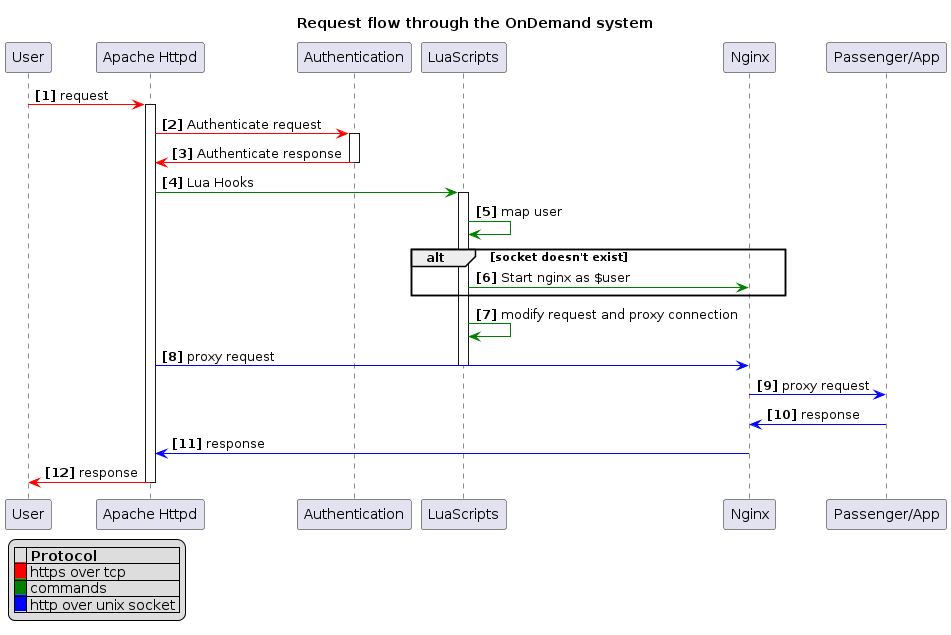 Request flow through the OnDemand system
User Apache Httpd Authentication LuaScripts Nginx Passenger/App
[1] request
[2] Authenticate request
[3] Authenticate response
[4] Lua Hooks
[5] map user
alt [socket doesn't exist]
[6] Start nginx as $user
[7] modify request and proxy connection
[8] proxy request
[9] proxy request
[10] response
[11] response
[12] response
User Apache Httpd Authentication LuaScripts Nginx Passenger/App
Protocol
https over tcp
commands
http over unix socket